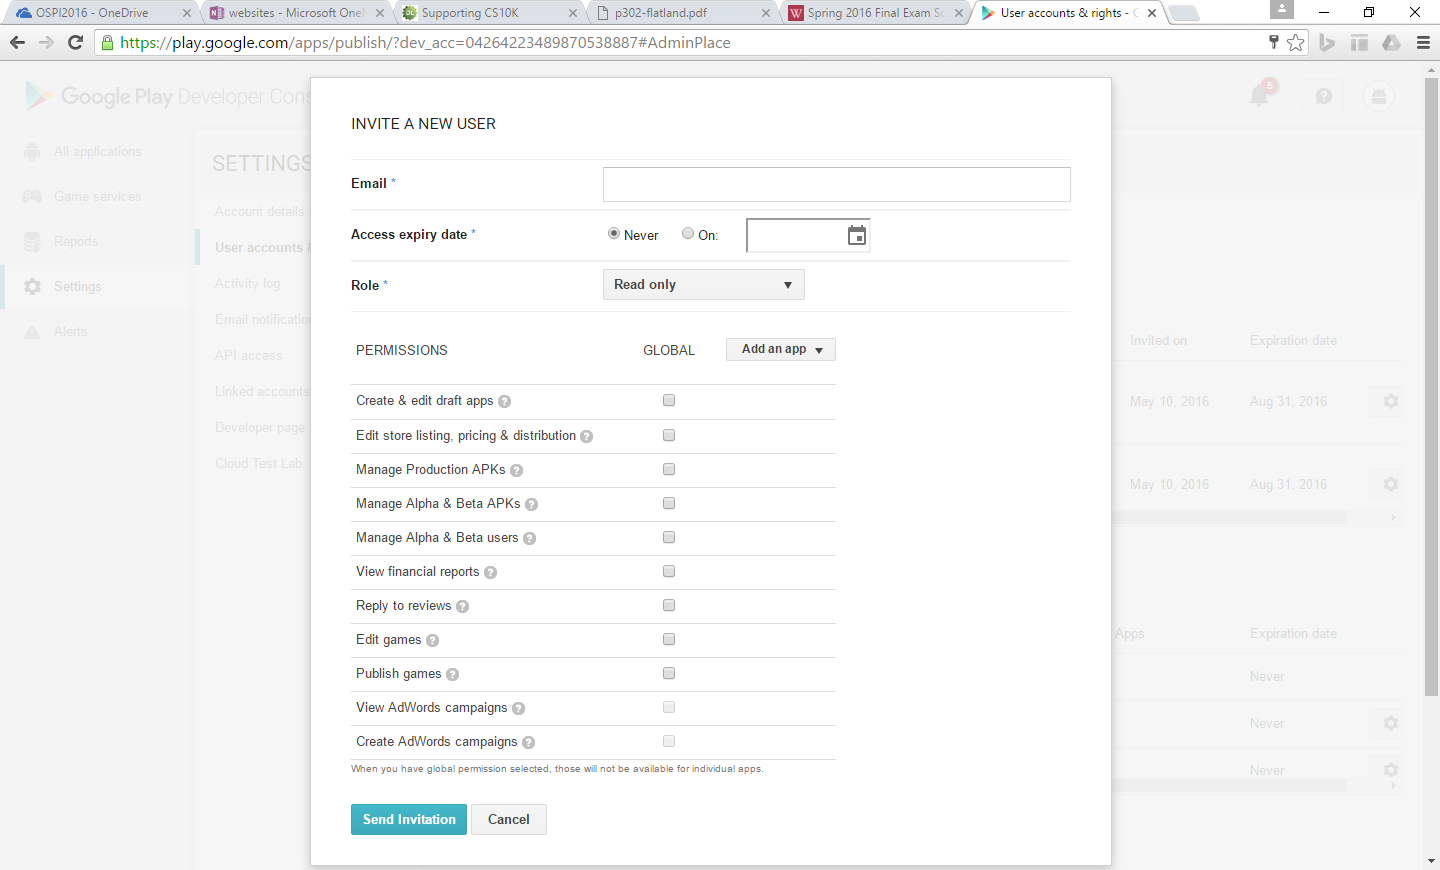 OSPI2016 - OneDrive
websites - Microsoft One
Supporting CS10K
p302-flatland.pdf
Spring 2016 Final Exam Sc
User accounts & rights -
https://play.google.com/apps/publish/?dev_acc=04264223489870538887#AdminPlace
Google Play Developer Cons
5
All applications
Game services
Reports
Settings
Alerts
SETTINGS
Account details
User accounts &
Activity log
Email notification
API access
Linked accounts
Developer page
Cloud Test Lab
INVITE A NEW USER
Email *
Access expiry date *
Never
On:
Role *
Read only
PERMISSIONS
GLOBAL
Add an app
Create & edit draft apps ?
Edit store listing, pricing & distribution ?
Manage Production APKs ?
Manage Alpha & Beta APKs ?
Manage Alpha & Beta users ?
View financial reports ?
Reply to reviews ?
Edit games ?
Publish games ?
View AdWords campaigns ?
Create AdWords campaigns ?
When you have global permission selected, those will not be available for individual apps.
Send Invitation
Cancel
Invited on
Expiration date
May 10, 2016
Aug 31, 2016
May 10, 2016
Aug 31, 2016
Apps
Expiration date
Never
Never
Never